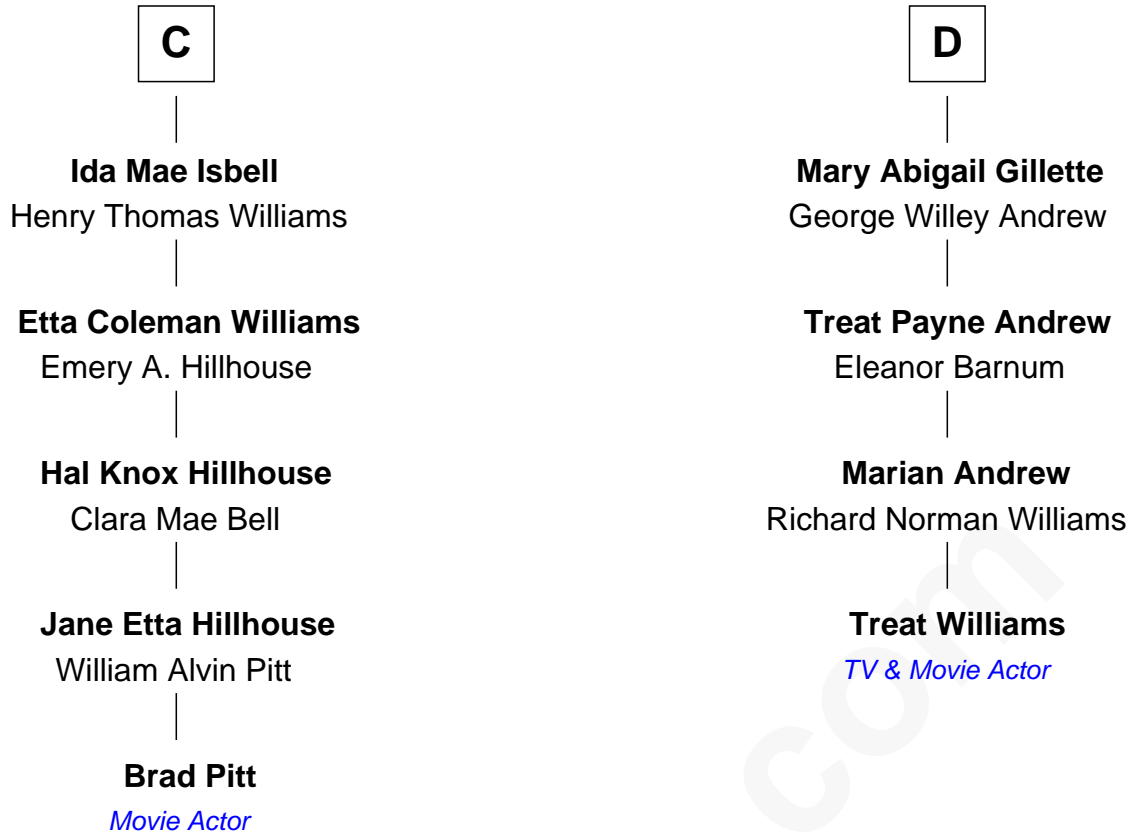 C
Ida Mae Isbell
Henry Thomas Williams
Etta Coleman Williams
Emery A. Hillhouse
Hal Knox Hillhouse
Clara Mae Bell
Jane Etta Hillhouse
William Alvin Pitt
Brad Pitt
Movie Actor
D
Mary Abigail Gillette
George Willey Andrew
Treat Payne Andrew
Eleanor Barnum
Marian Andrew
Richard Norman Williams
Treat Williams
TV & Movie Actor
com